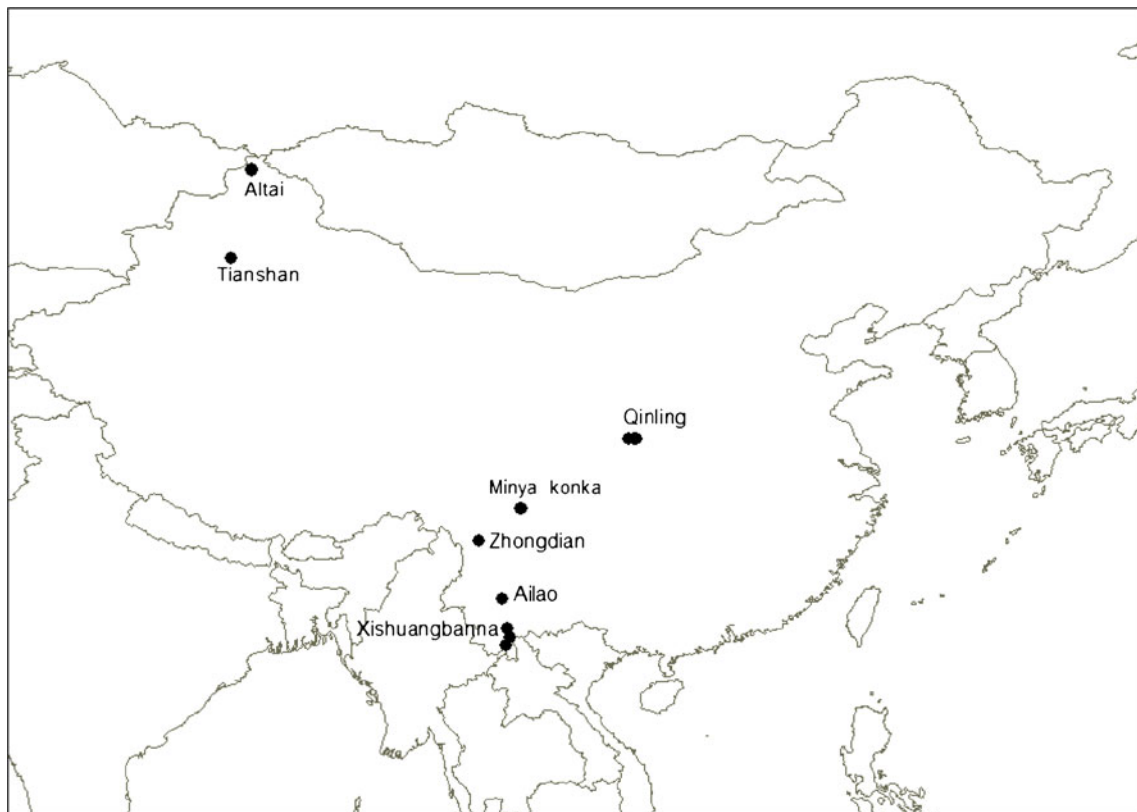 Altai
Tianshan
Qinling
Minya konka
Zhongdian
Ailao
Xishuangbanna